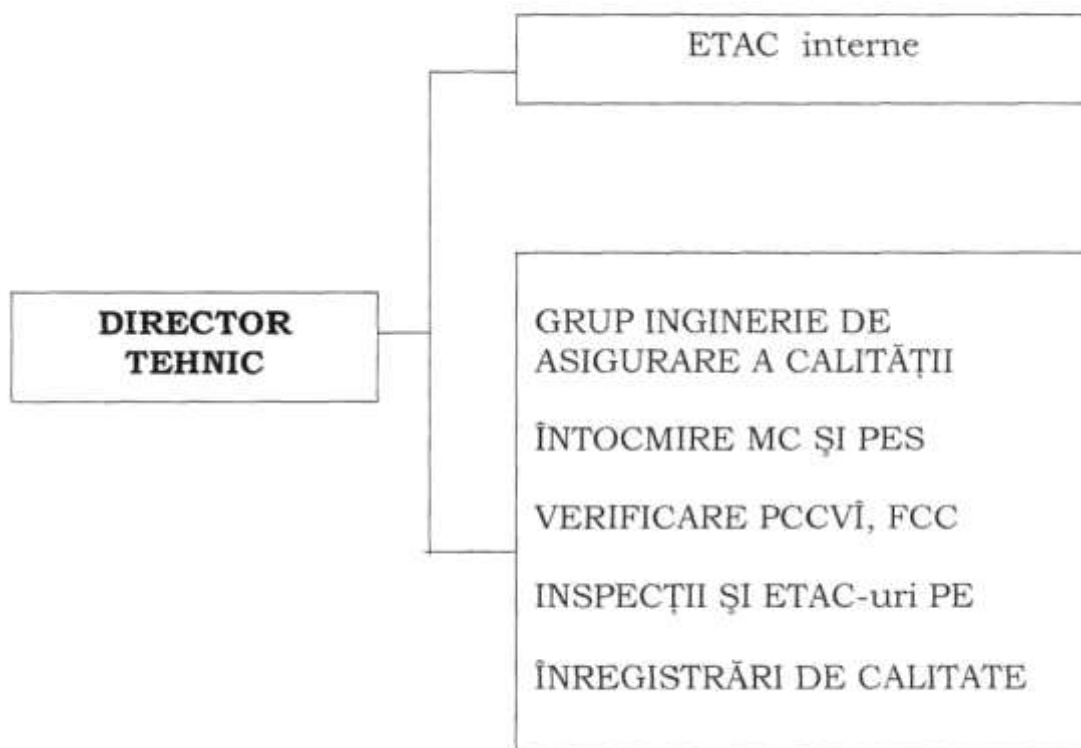 ETAC interne
DIRECTOR
TEHNIC
GRUP INGINERIE DE
ASIGURARE A CALITĂȚII
ÎNTOCMIRE MC ŞI PES
VERIFICARE PCCVÎ, FCC
INSPECȚII ŞI ETAC-uri PE
ÎNREGISTRĂRI DE CALITATE